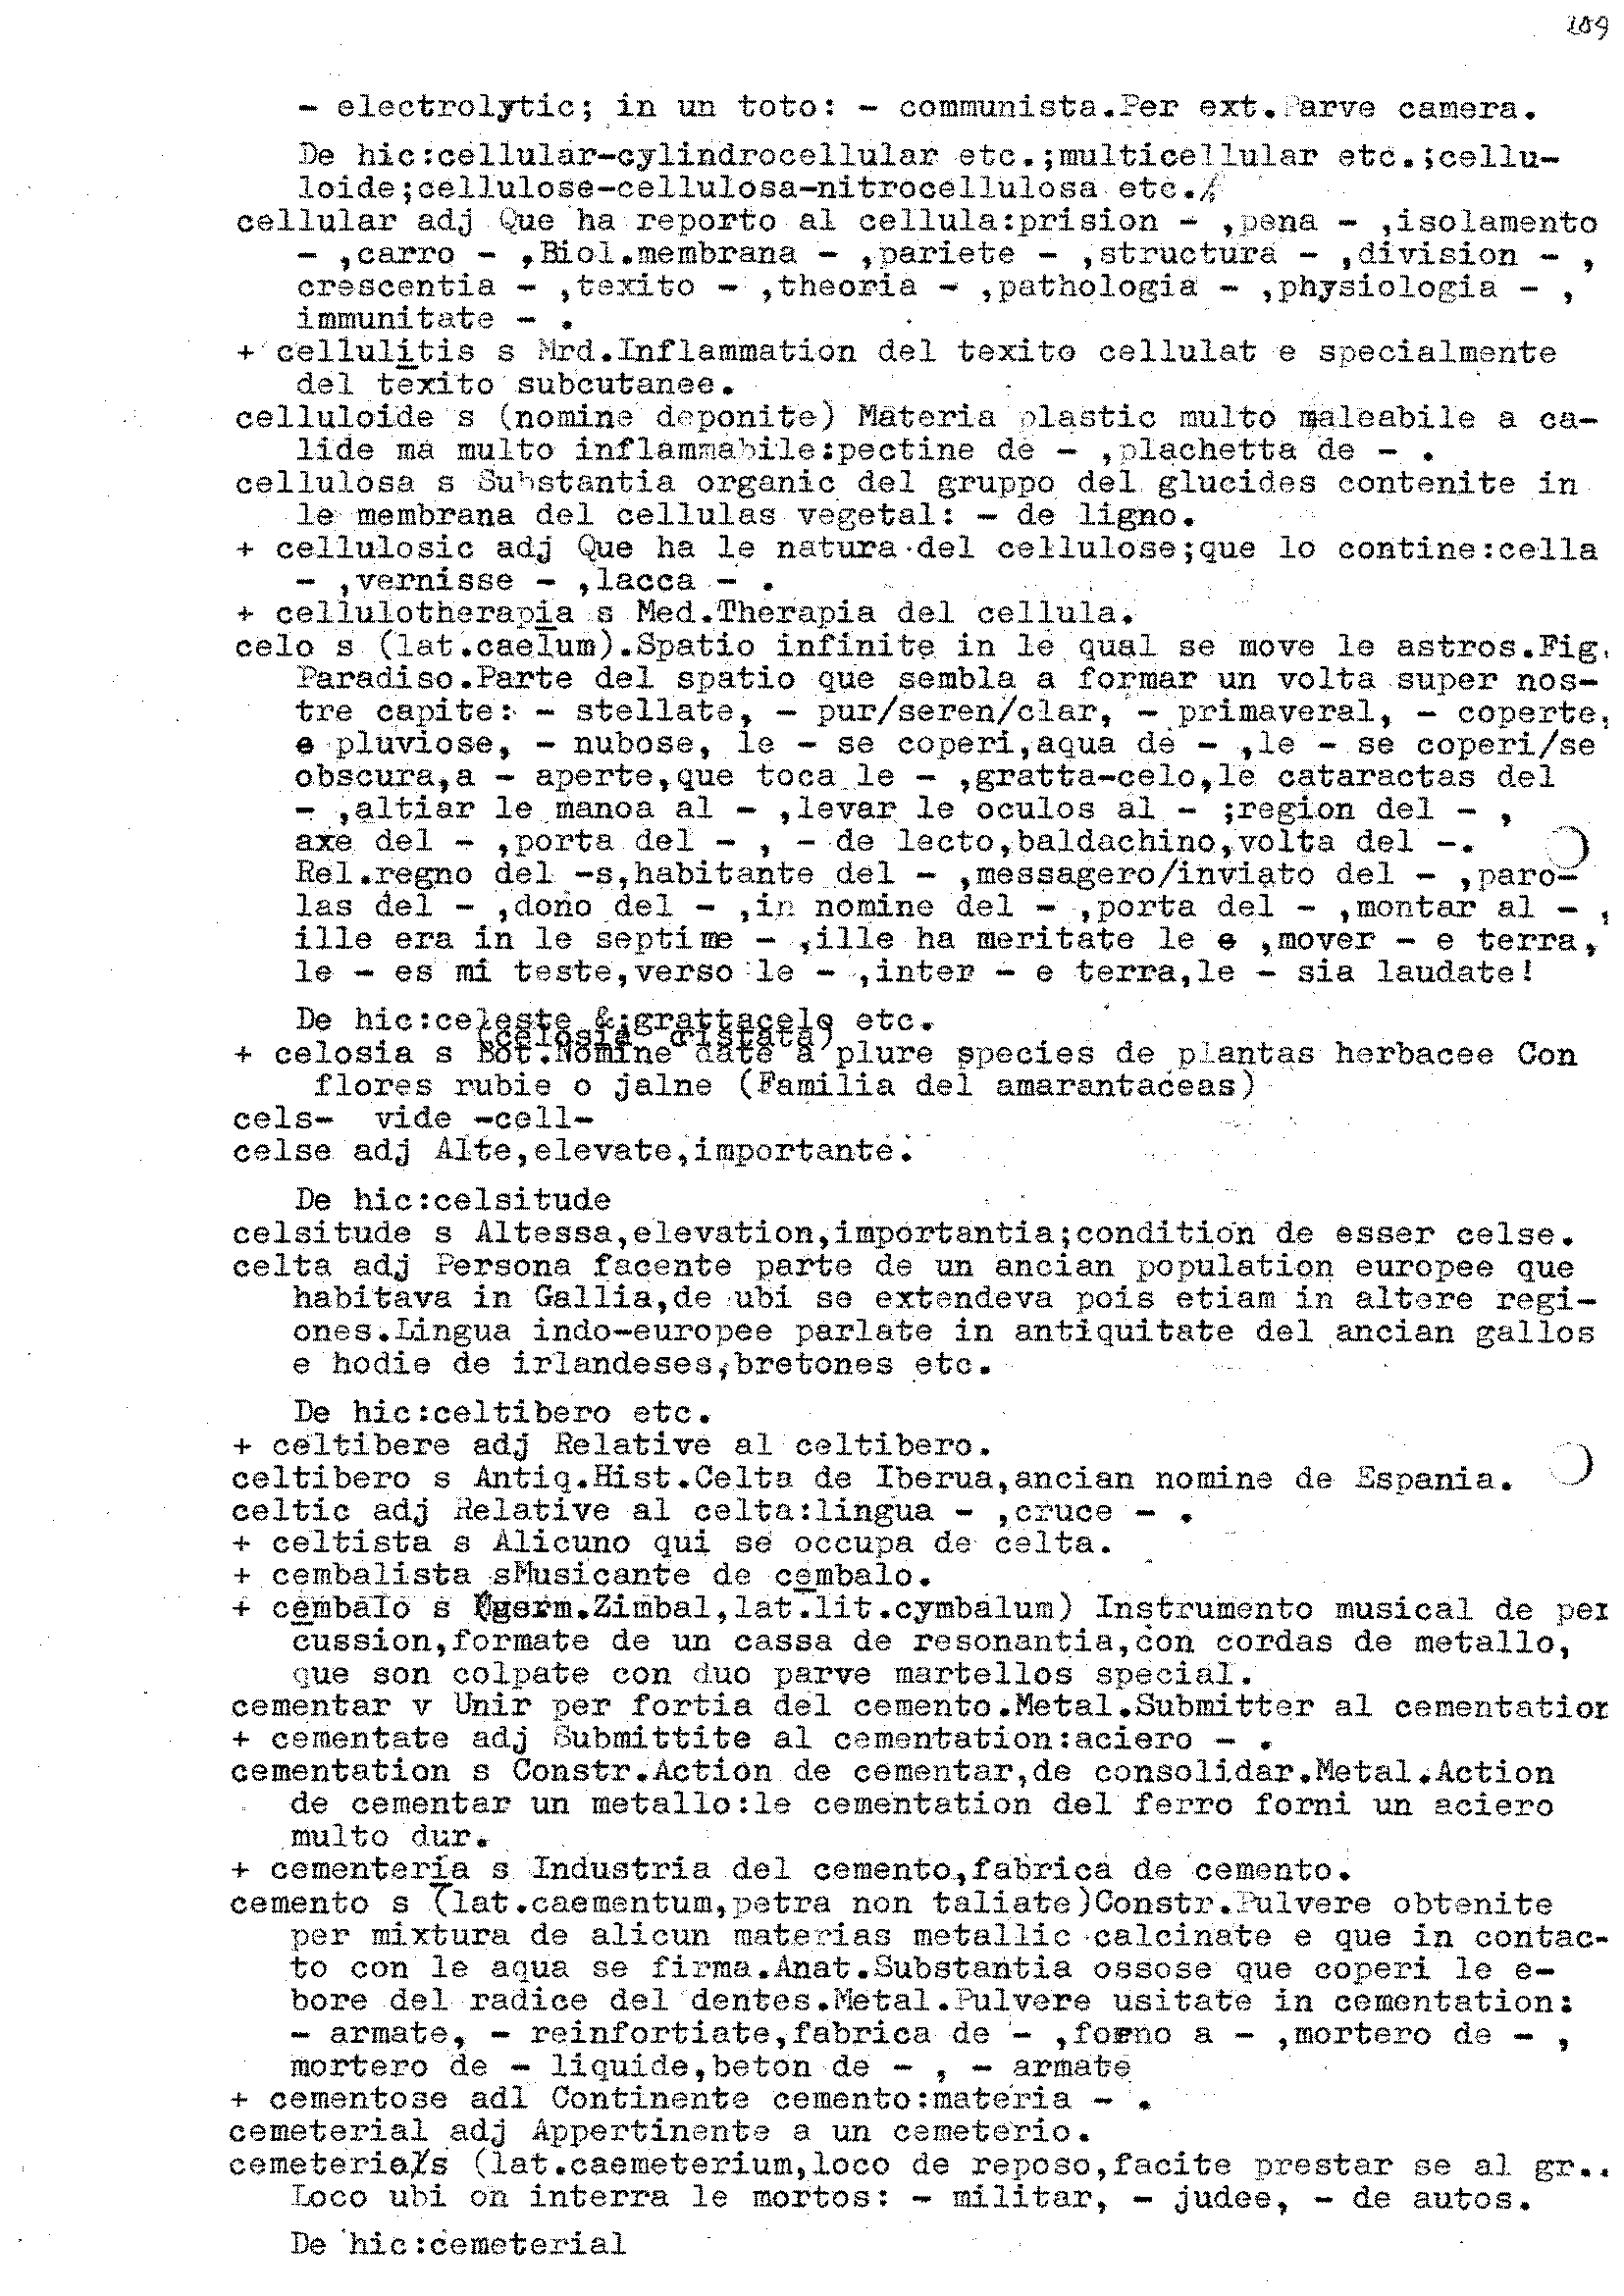 209
- electrolytic; in un toto: - communista.Per ext.Parve camera.
De hic:cellular-cylindrocellular etc.;multicellular etc.;cellu-
loide;cellulose-cellulosa-nitrocellulosa etc.
cellular adj Que ha reporto al cellula:prision - ,pena - ,isolamento
- ,carro - ,Biol.membrana - ,pariete - ,structura - ,division - ,
crescentia - ,texito - ,theoria - ,pathologia - ,physiologia - ,
immunitate - .
+ cellulitis s Mrd.Inflammation del texito cellulat e specialmente
del texito subcutanee.
celluloide s (nomine deponite) Materia plastic multo maleabile a ca-
lide ma multo inflammabile:pectine de - ,plachetta de - .
cellulosa s Substantia organic del gruppo del glucides contenite in
le membrana del cellulas vegetal: - de ligno.
+ cellulosic adj Que ha le natura del cellulose;que lo contine:cella
- ,vernisse - ,lacca - .
+ cellulotherapia s Med.Therapia del cellula.
celo s (lat.caelum).Spatio infinite in le qual se move le astros.Fig.
Paradiso.Parte del spatio que sembla a formar un volta super nos-
tre capite: - stellate, - pur/seren/clar, - primaveral, - coperte,
e pluviose, - nubose, le - se coperi,aqua de - ,le - se coperi/se
obscura,a - aperte,que toca le - ,gratta-celo,le cataractas del
- ,altiar le manoa al - ,levar le oculos al - ;region del - ,
axe del - ,porta del - , - de lecto,baldachino,volta del -.
Rel.regno del -s,habitante del - ,messagero/inviato del - ,paro-
las del - ,dono del - ,in nomine del - ,porta del - ,montar al - ,
ille era in le septime - ,ille ha meritate le e ,mover - e terra,
le - es mi teste,verso le - ,inter - e terra,le - sia laudate!
De hic:celeste &;grattacelo etc.
(celosia cristata)
+ celosia s Bot.Nomine date a plure species de plantas herbacee Con
flores rubie o jalne (Familia del amarantaceas)
cels- vide -cell-
celse adj Alte,elevate,importante.
De hic:celsitude
celsitude s Altessa,elevation,importantia;condition de esser celse.
celta adj Persona facente parte de un ancian population europee que
habitava in Gallia,de ubi se extendeva pois etiam in altere regi-
ones.Lingua indo-europee parlate in antiquitate del ancian gallos
e hodie de irlandeses,bretones etc.
De hic:celtibero etc.
+ celtibere adj Relative al celtibero.
celtibero s Antiq.Hist.Celta de Iberua,ancian nomine de Espania.
celtic adj Relative al celta:lingua - ,cruce - .
+ celtista s Alicuno qui se occupa de celta.
+ cembalista sMusicante de cembalo.
+ cembalo s (germ.Zimbal,lat.lit.cymbalum) Instrumento musical de per
cussion,formate de un cassa de resonantia,con cordas de metallo,
que son colpate con duo parve martellos special.
cementar v Unir per fortia del cemento.Metal.Submitter al cementation
+ cementate adj Submittite al cementation:aciero - .
cementation s Constr.Action de cementar,de consolidar.Metal.Action
de cementar un metallo:le cementation del ferro forni un aciero
multo dur.
+ cementeria s Industria del cemento,fabrica de cemento.
cemento s (lat.caementum,petra non taliate)Constr.Pulvere obtenite
per mixtura de alicun materias metallic calcinate e que in contac-
to con le aqua se firma.Anat.Substantia ossose que coperi le e-
bore del radice del dentes.Metal.Pulvere usitate in cementation:
- armate, - reinfortiate,fabrica de - ,forno a - ,mortero de - ,
mortero de - liquide,beton de - , - armate
+ cementose adl Continente cemento:materia - .
cemeterial adj Appertinente a un cemeterio.
cemeterio/s (lat.caemeterium,loco de reposo,facite prestar se al gr..
Loco ubi on interra le mortos: - militar, - judee, - de autos.
De hic:cemeterial